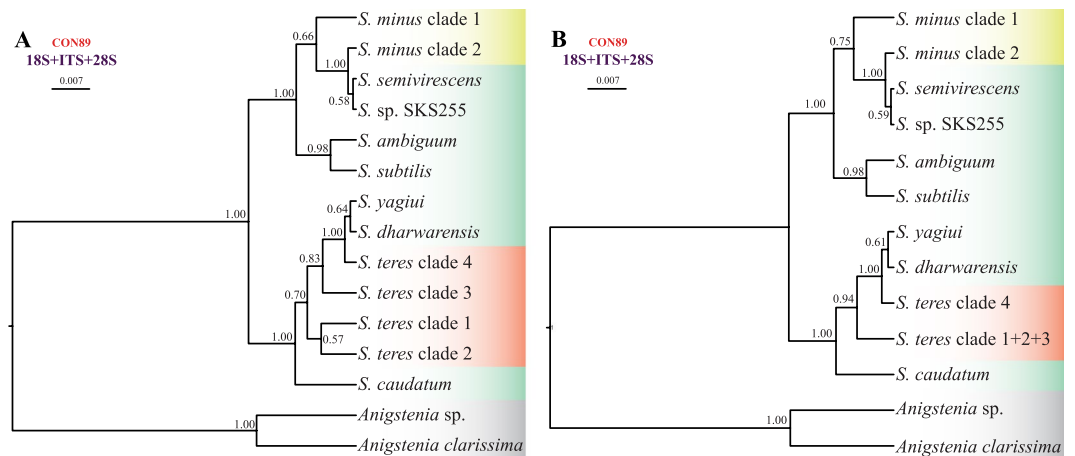 A
CON89
18S+ITS+28S
0.007
S. minus clade 1
0.66
S. minus clade 2
1.00
S. semivirescens
0.58
S. sp. SKS255
1.00
S. ambiguum
0.98
S. subtilis
1.00
S. yagiui
0.64
S. dharwarensis
1.00
S. teres clade 4
0.83
S. teres clade 3
0.70
S. teres clade 1
1.00
0.57
S. teres clade 2
S. caudatum
Anigstenia sp.
1.00
Anigstenia clarissima
B
CON89
18S+ITS+28S
0.007
S. minus clade 1
0.75
S. minus clade 2
1.00
S. semivirescens
0.59
S. sp. SKS255
1.00
S. ambiguum
0.98
S. subtilis
S. yagiui
0.61
S. dharwarensis
1.00
S. teres clade 4
0.94
S. teres clade 1+2+3
1.00
S. caudatum
Anigstenia sp.
1.00
Anigstenia clarissima